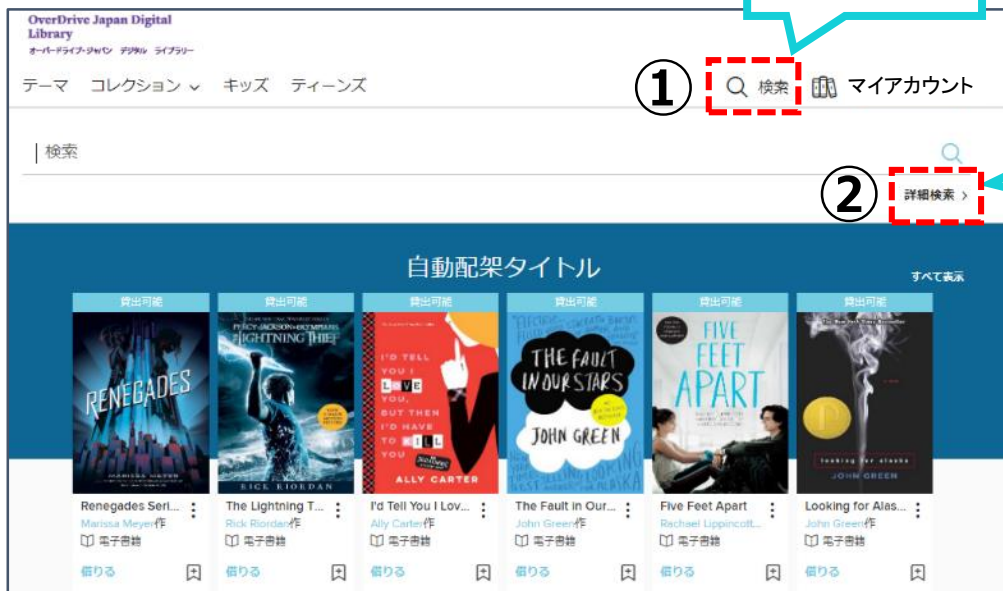 OverDrive Japan Digital
Library
オーバードライブ・ジャパン デジタル ライブラリー
テーマ コレクション キッズ ティーンズ
① 検索 マイアカウント
検索
② 詳細検索 >
自動配架タイトル
すべて表示
貸出可能 貸出可能 貸出可能 貸出可能 貸出可能 貸出可能
RENEGADES
MARISSA MEYER
PERCY JACKSON & THE OLYMPIANS
THE LIGHTNING THIEF
RICK RIORDAN
I'D TELL
YOU I
LOVE
YOU,
BUT THEN
I'D HAVE
TO KILL
YOU
ALLY CARTER
THE FAULT
IN OUR STARS
JOHN GREEN
FIVE
FEET
APART
looking for alaska
JOHN GREEN
Renegades Seri... The Lightning T... I'd Tell You I Lov... The Fault in Our... Five Feet Apart Looking for Alas...
Marissa Meyer作 Rick Riordan作 Ally Carter作 John Green作 Rachael Lippincott... John Green作
電子書籍 電子書籍 電子書籍 電子書籍 電子書籍 電子書籍
借りる 借りる 借りる 借りる 借りる 借りる